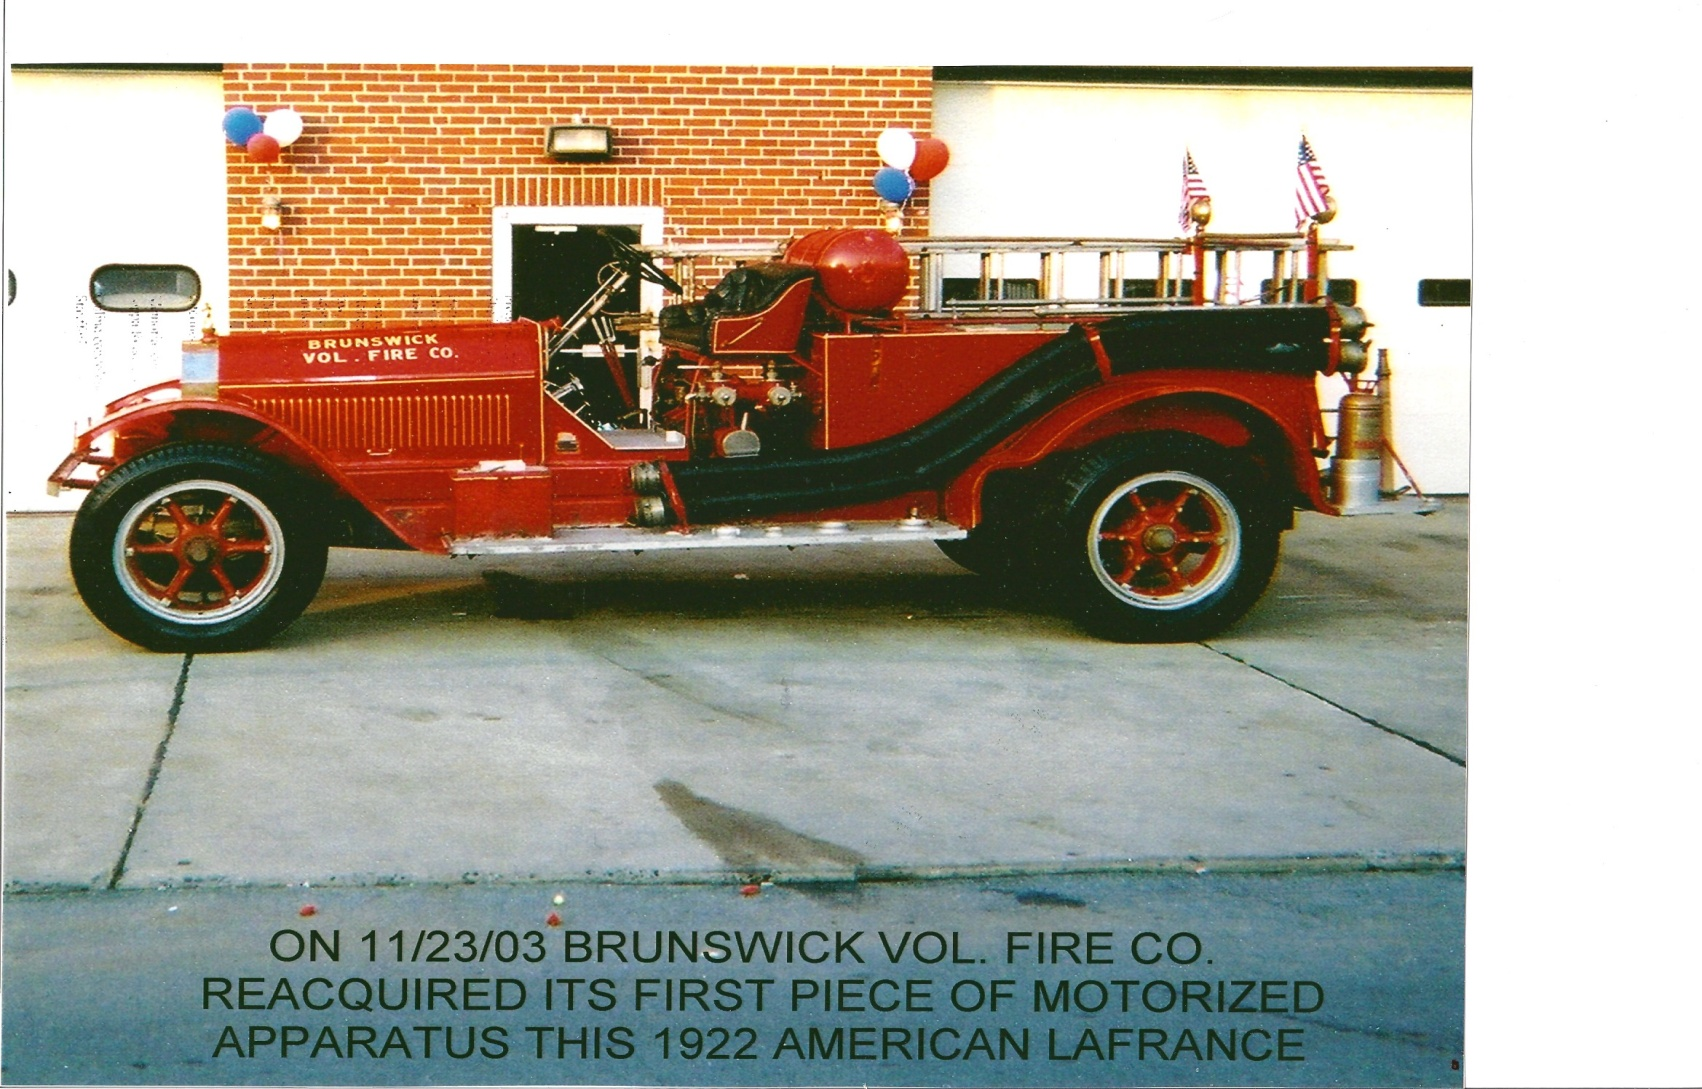 BRUNSWICK
VOL. FIRE CO.
ON 11/23/03 BRUNSWICK VOL. FIRE CO.
REACQUIRED ITS FIRST PIECE OF MOTORIZED
APPARATUS THIS 1922 AMERICAN LAFRANCE